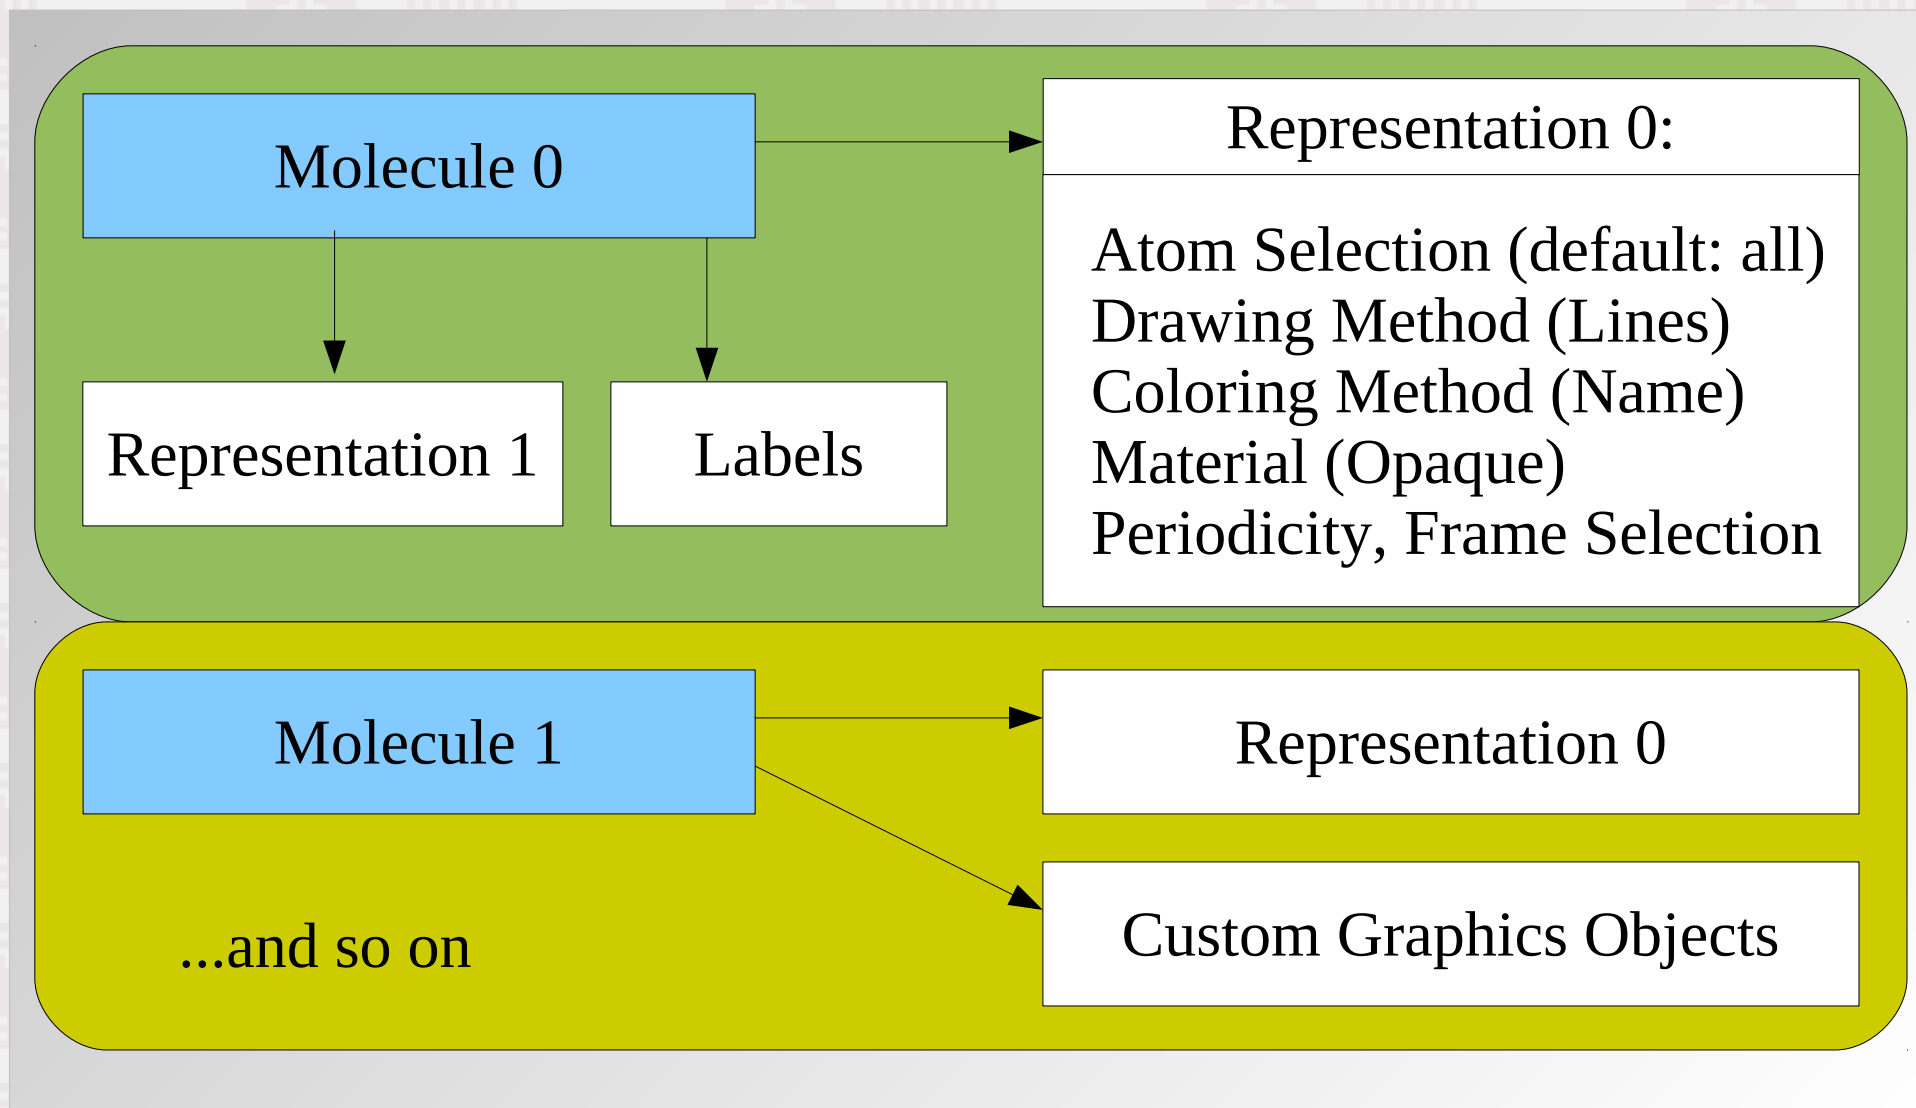 Molecule 0
Representation 0:
Atom Selection (default: all)
Drawing Method (Lines)
Coloring Method (Name)
Material (Opaque)
Periodicity, Frame Selection
Representation 1
Labels
Molecule 1
Representation 0
Custom Graphics Objects
...and so on